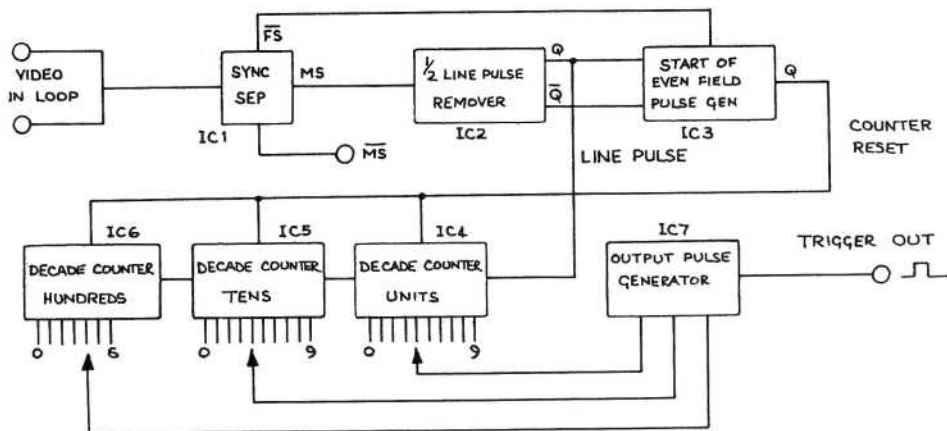 F̅S̅
VIDEO
IN LOOP
SYNC
SEP
IC1
MS
M̅S̅
½ LINE PULSE
REMOVER
IC2
Q
Q̅
START OF
EVEN FIELD
PULSE GEN
IC3
Q
COUNTER
RESET
LINE PULSE
IC6
DECADE COUNTER
HUNDREDS
0
6
IC5
DECADE COUNTER
TENS
0
9
IC4
DECADE COUNTER
UNITS
0
9
IC7
OUTPUT PULSE
GENERATOR
TRIGGER OUT